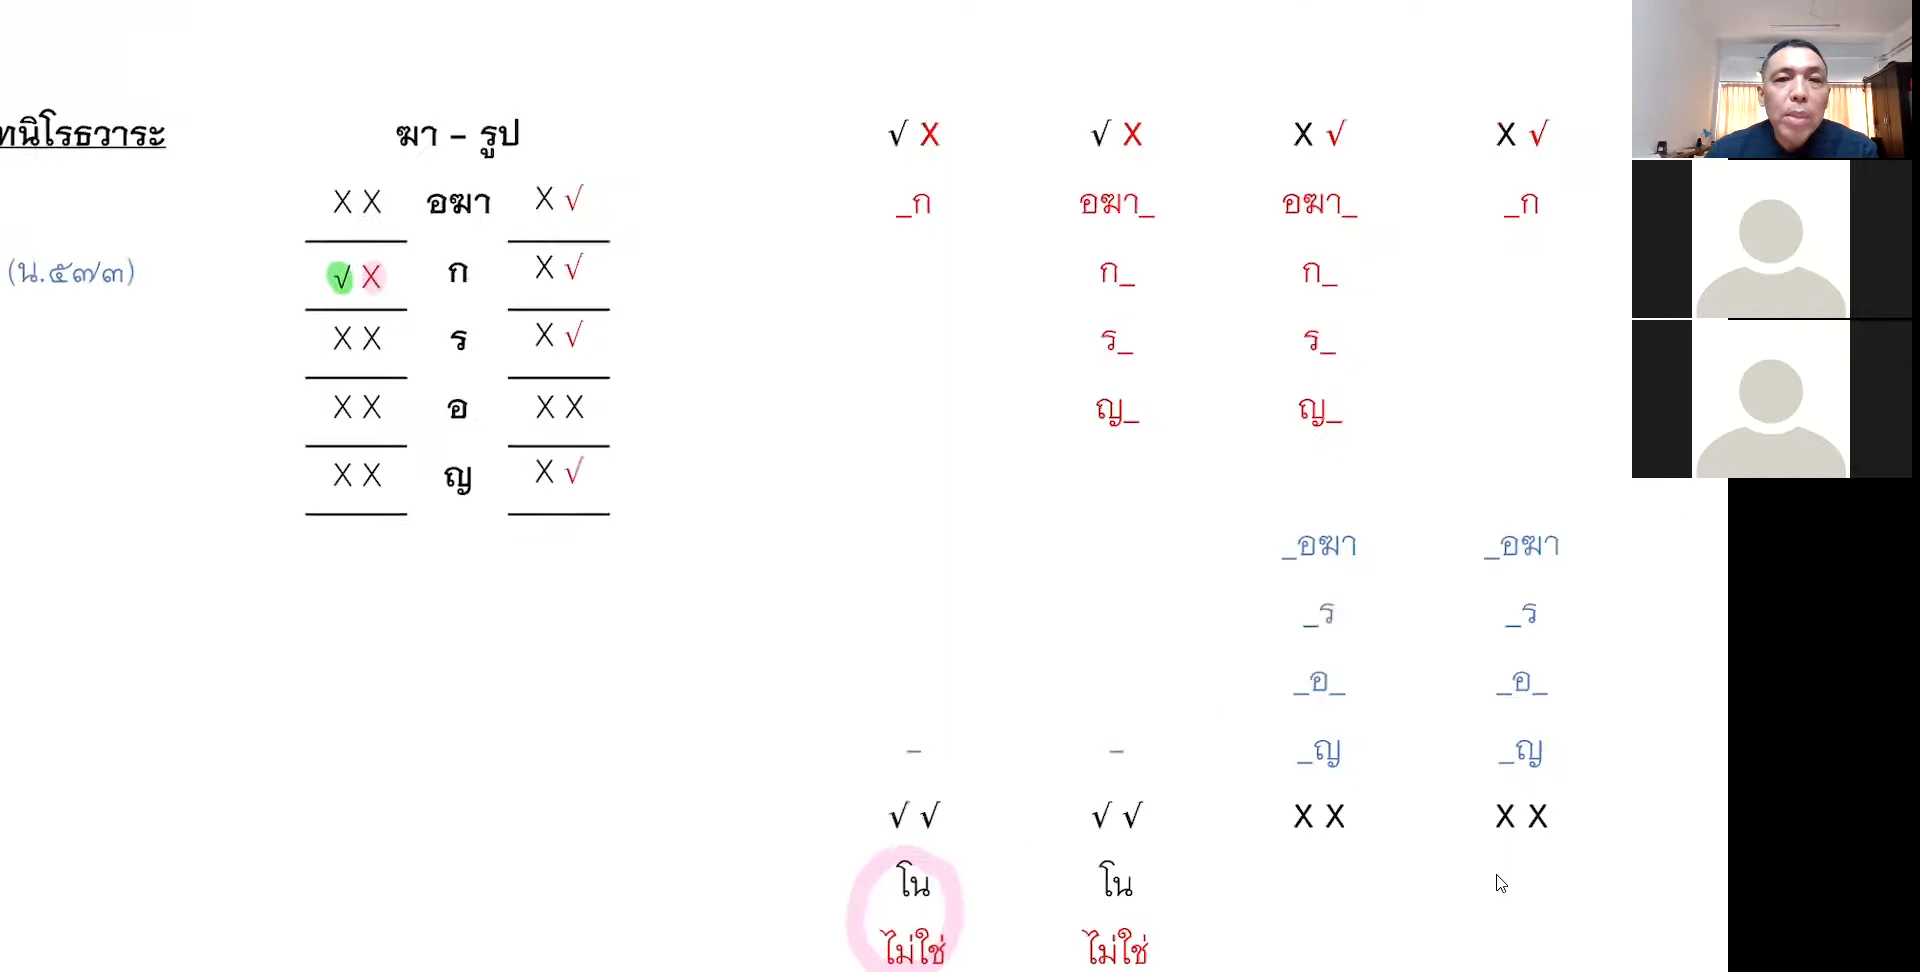 ทนิโรธวาระ ฆา – รูป √ X √ X X √ X √
X X อฆา X √ _ก อฆา_ อฆา_ _ก
(น.๕๓/๓) √ X ก X √ ก_ ก_
X X ร X √ ร_ ร_
X X อ X X ญ_ ญ_
X X ญ X √
_อฆา _อฆา
_ร _ร
_อ_ _อ_
– – _ญ _ญ
√ √ √ √ X X X X
โน โน
ไม่ใช่ ไม่ใช่